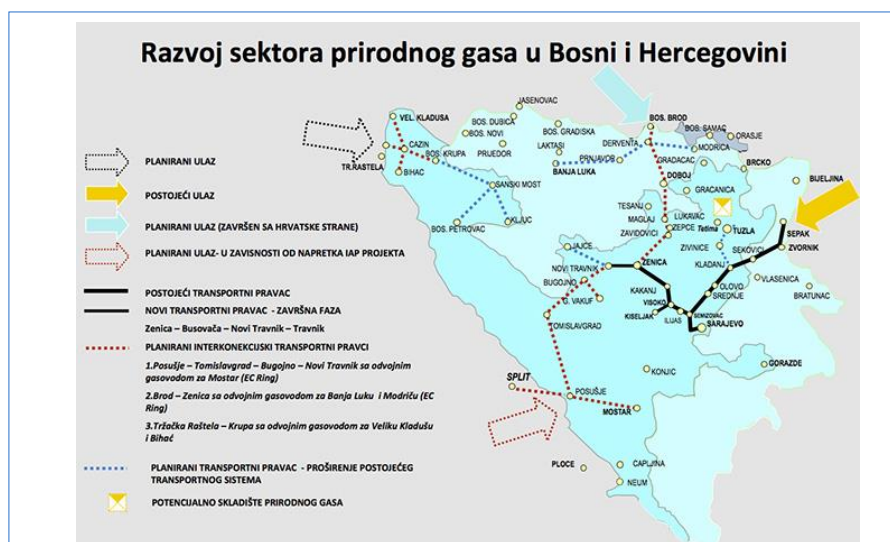 Razvoj sektora prirodnog gasa u Bosni i Hercegovini
PLANIRANI ULAZ
POSTOJEĆI ULAZ
PLANIRANI ULAZ (ZAVRŠEN SA HRVATSKE STRANE)
PLANIRANI ULAZ- U ZAVISNOSTI OD NAPRETKA IAP PROJEKTA
POSTOJEĆI TRANSPORTNI PRAVAC
NOVI TRANSPORTNI PRAVAC - ZAVRŠNA FAZA
Zenica – Busovača – Novi Travnik – Travnik
PLANIRANI INTERKONEKCIJSKI TRANSPORTNI PRAVCI
1.Posušje – Tomislavgrad – Bugojno – Novi Travnik sa odvojnim
gasovodom za Mostar (EC Ring)
2.Brod – Zenica sa odvojnim gasovodom za Banja Luku i Modriču (EC
Ring)
3.Tržačka Raštela – Krupa sa odvojnim gasovodom za Veliku Kladušu
i Bihać
PLANIRANI TRANSPORTNI PRAVAC - PROŠIRENJE POSTOJEĆEG
TRANSPORTNOG SISTEMA
POTENCIJALNO SKLADIŠTE PRIRODNOG GASA
JASENOVAC
VEL. KLADUSA
BOS. DUBICA
BOS. NOVI
BOS. GRADISKA
BOS. BROD
BOS. SAMAC
ORASJE
CAZIN
TR.RASTELA
BOS. KRUPA
PRIJEDOR
LAKTASI
DERVENTA
PRNJAVOR
MODRICA
BANJA LUKA
GRADACAC
BRCKO
BIHAC
DOBOJ
BIJELJINA
SANSKI MOST
GRACANICA
TESANJ
MAGLAJ
LUKAVAC
BOS. PETROVAC
KLJUC
ZAVIDOVICI
ZEPCE
Tetima
TUZLA
SEPAK
ZIVINICE
ZVORNIK
JAJCE
SEKOVICI
ZENICA
KLADANJ
NOVI TRAVNIK
VLASENICA
BUGOJNO
KAKANJ
OLOVO
SREDNJE
BRATUNAC
G. VAKUF
VISOKO
KISELJAK
ILIJAS
SEMIZOVAC
TOMISLAVGRAD
SARAJEVO
GORAZDE
KONJIC
SPLIT
POSUŠJE
MOSTAR
PLOCE
CAPLJINA
NEUM